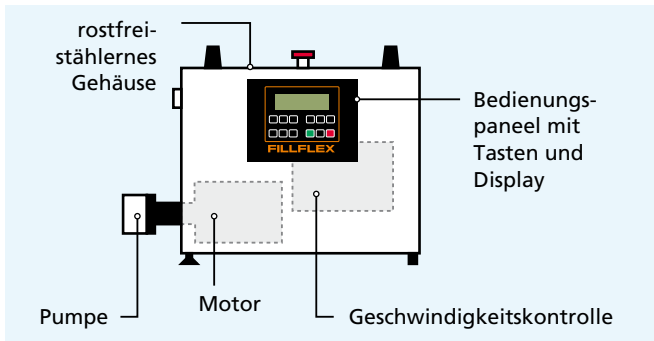 rostfrei-
stählernes
Gehäuse
Bedienungs-
paneel mit
Tasten und
Display
FILLFLEX
Pumpe
Motor
Geschwindigkeitskontrolle